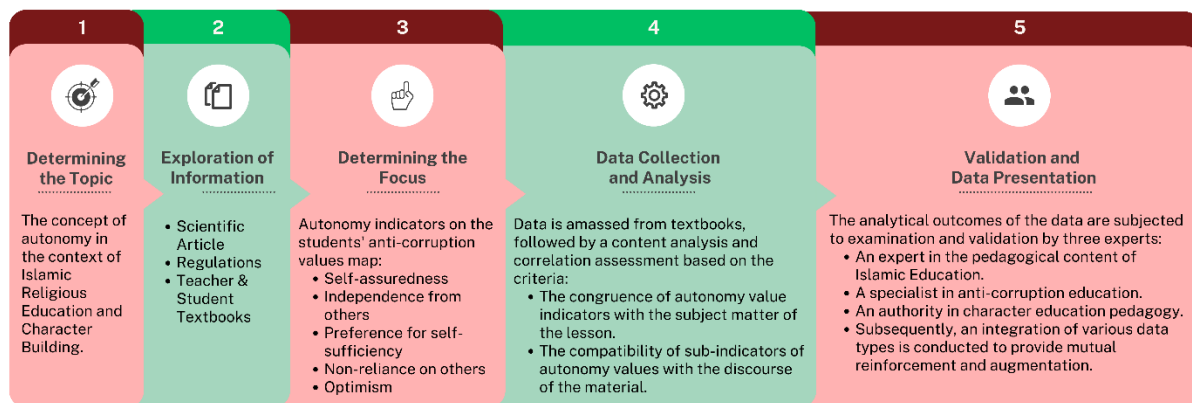 1
Determining
the Topic
The concept of
autonomy in
the context of
Islamic
Religious
Education and
Character
Building.
2
Exploration of
Information
• Scientific
Article
• Regulations
• Teacher &
Student
Textbooks
3
Determining the
Focus
Autonomy indicators on the
students' anti-corruption
values map:
• Self-assuredness
• Independence from
others
• Preference for self-
sufficiency
• Non-reliance on others
• Optimism
4
Data Collection
and Analysis
Data is amassed from textbooks,
followed by a content analysis and
correlation assessment based on the
criteria:
• The congruence of autonomy value
indicators with the subject matter of
the lesson.
• The compatibility of sub-indicators of
autonomy values with the discourse
of the material.
5
Validation and
Data Presentation
The analytical outcomes of the data are subjected
to examination and validation by three experts:
• An expert in the pedagogical content of
Islamic Education.
• A specialist in anti-corruption education.
• An authority in character education pedagogy.
• Subsequently, an integration of various data
types is conducted to provide mutual
reinforcement and augmentation.